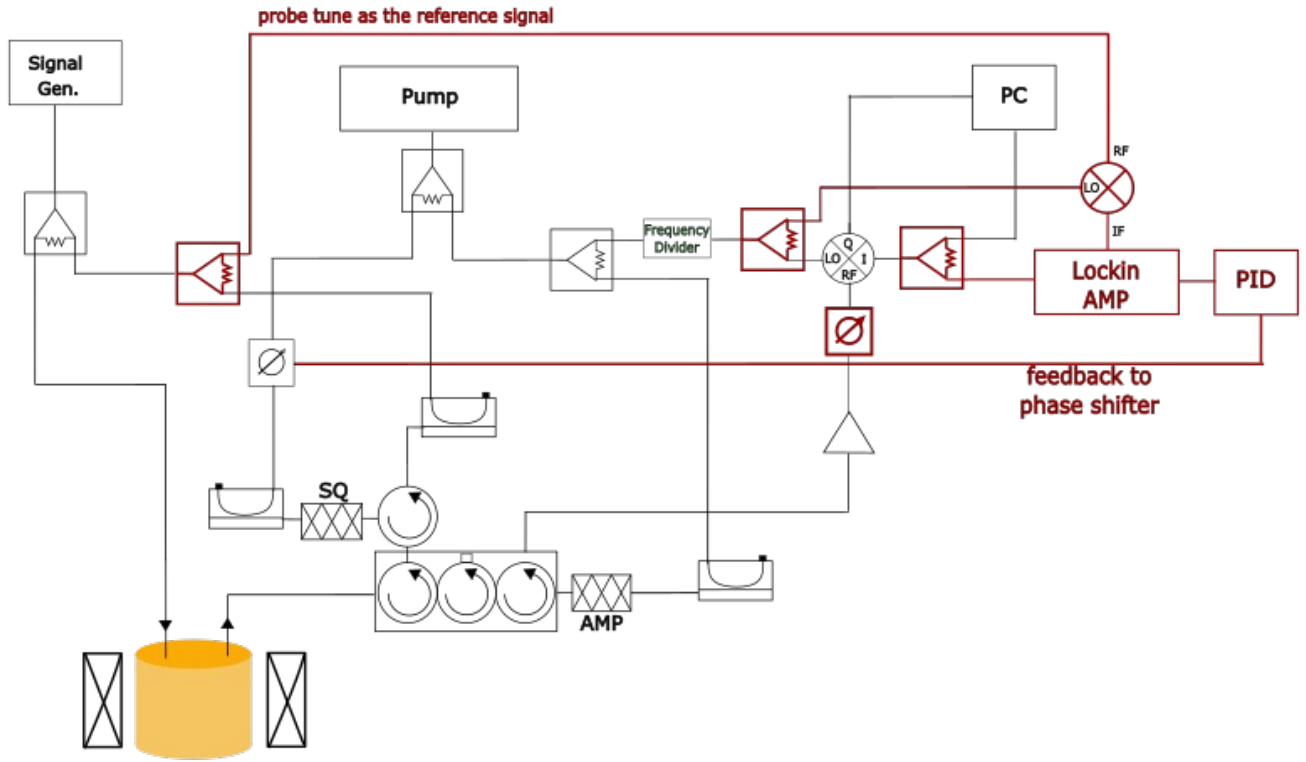 probe tune as the reference signal
Signal
Gen.
Pump
PC
RF
LO
IF
Frequency
Divider
Q
LO
I
RF
Lockin
AMP
PID
feedback to
phase shifter
SQ
AMP